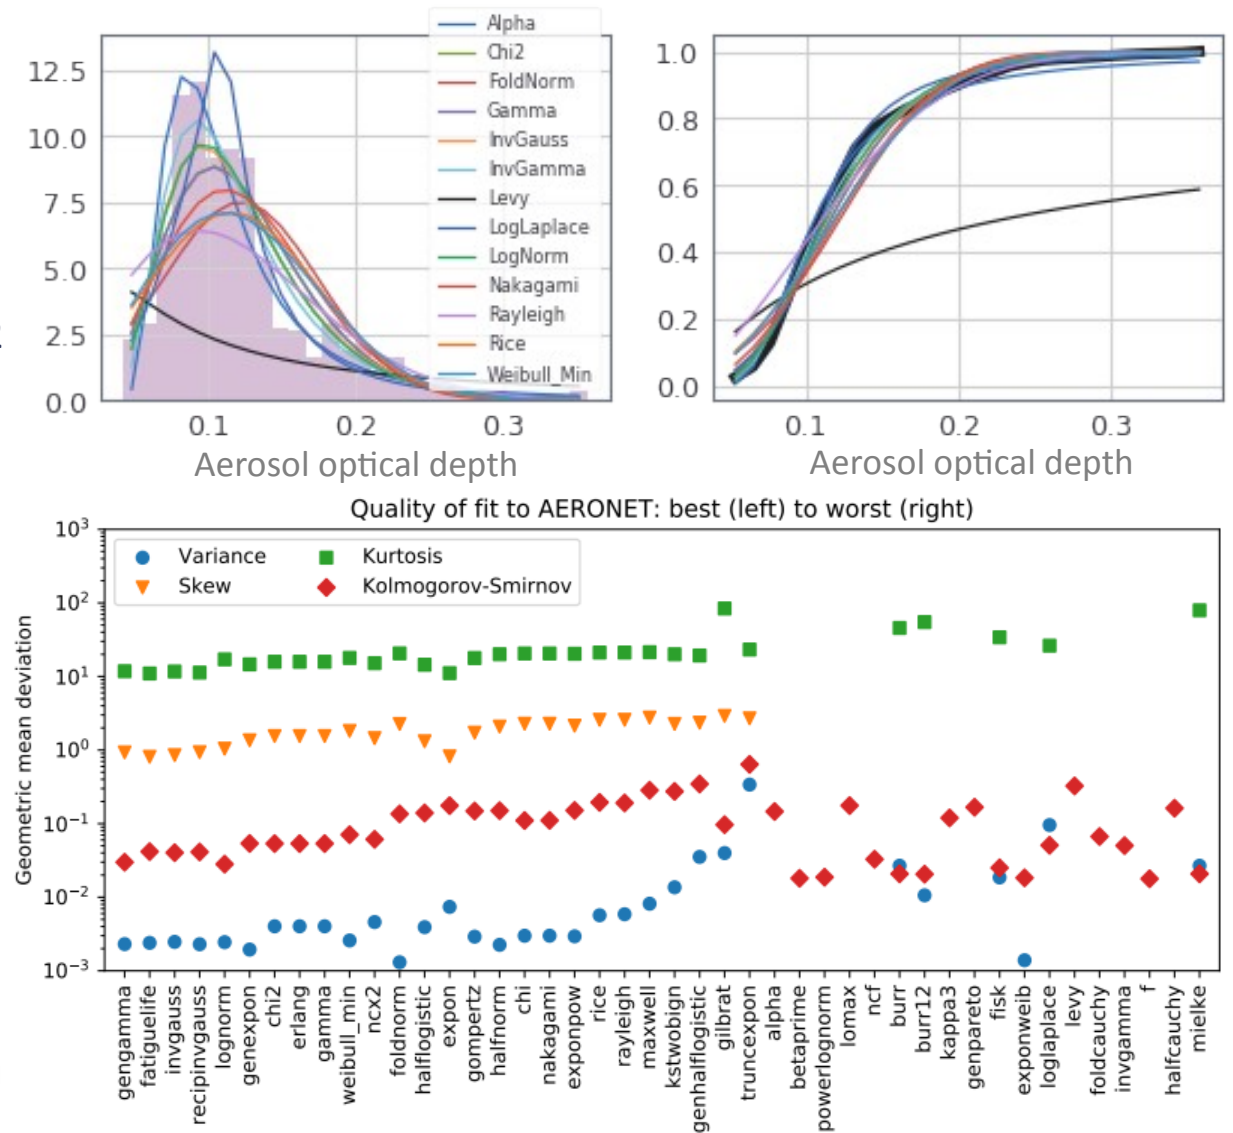 Alpha
Chi2
FoldNorm
Gamma
InvGauss
InvGamma
Levy
LogLaplace
LogNorm
Nakagami
Rayleigh
Rice
Weibull_Min
12.5
10.0
7.5
5.0
2.5
0.0
0.1 0.2 0.3
Aerosol optical depth
1.0
0.8
0.6
0.4
0.2
0.0
0.1 0.2 0.3
Aerosol optical depth
Quality of fit to AERONET: best (left) to worst (right)
Variance
Skew
Kurtosis
Kolmogorov-Smirnov
Geometric mean deviation
10³
10²
10¹
10⁰
10⁻¹
10⁻²
10⁻³
gengamma
fatiguelife
invgauss
recipinvgauss
lognorm
genexpon
chi2
erlang
gamma
weibull_min
ncx2
foldnorm
halflogistic
expon
gompertz
halfnorm
chi
nakagami
exponpow
rice
rayleigh
maxwell
kstwobign
genhalflogistic
gilbrat
truncexpon
alpha
betaprime
powerlognorm
lomax
ncf
burr
burr12
kappa3
genpareto
fisk
exponweib
loglaplace
levy
foldcauchy
invgamma
f
halfcauchy
mielke